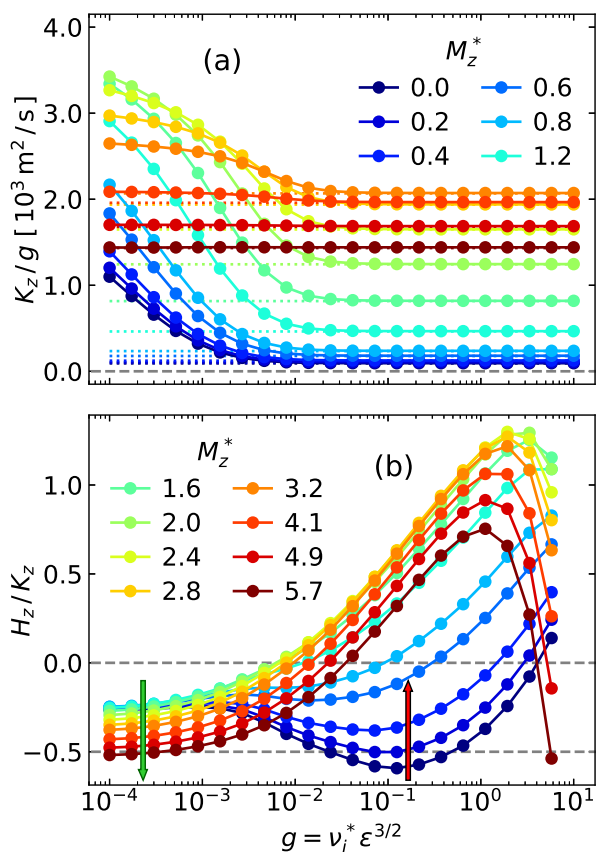 (a)
M_z^*
0.0 0.6
0.2 0.8
0.4 1.2
4.0
3.0
2.0
1.0
0.0
K_z/g [10^3 m^2/s]
(b)
M_z^*
1.6 3.2
2.0 4.1
2.4 4.9
2.8 5.7
1.0
0.5
0.0
−0.5
H_z/K_z
10^−4 10^−3 10^−2 10^−1 10^0 10^1
g = ν_i^* ε^3/2